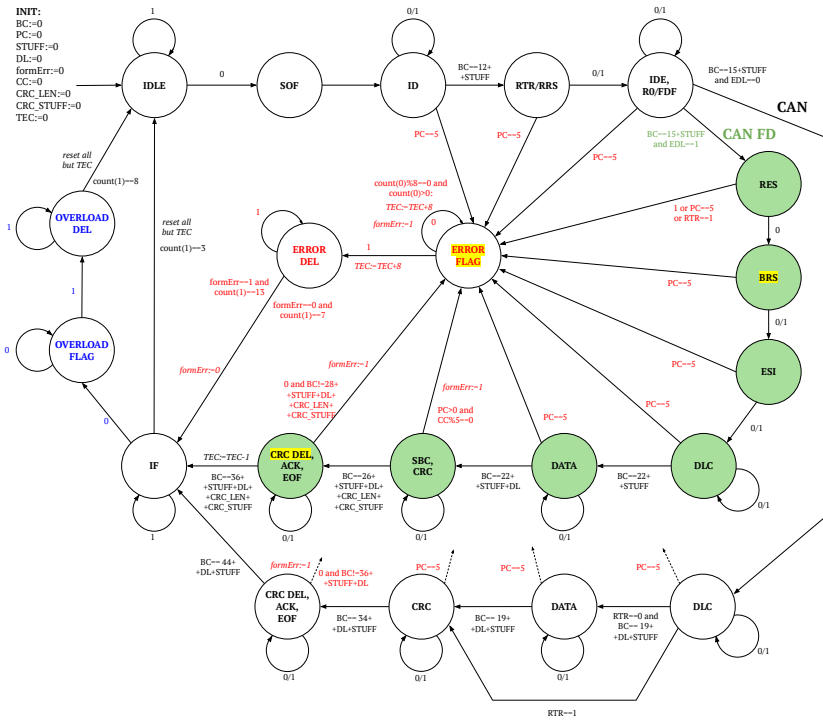 INIT:
BC:=0
PC:=0
STUFF:=0
DL:=0
formErr:=0
CC:=0
CRC_LEN:=0
CRC_STUFF:=0
TEC:=0
1
IDLE
0
SOF
0/1
ID
BC==12+
+STUFF
RTR/RRS
0/1
0/1
IDE,
R0/FDF
BC==15+STUFF
and EDL==0
CAN
BC==15+STUFF
and EDL==1
CAN FD
PC==5
PC==5
PC==5
RES
1 or PC==5
or RTR==1
0
BRS
PC==5
0/1
ESI
PC==5
0/1
reset all
but TEC
count(1)==8
OVERLOAD
DEL
1
1
OVERLOAD
FLAG
0
0
reset all
but TEC
count(1)==3
count(0)%8==0 and
count(0)>0:
TEC:=TEC+8
formErr:=1
0
ERROR
FLAG
1
TEC:=TEC+8
1
ERROR
DEL
formErr==1 and
count(1)==13
formErr==0 and
count(1)==7
formErr:=0
formErr:=1
0 and BC!=28+
+STUFF+DL+
+CRC_LEN+
+CRC_STUFF
formErr:=1
PC>0 and
CC%5==0
PC==5
PC==5
IF
1
TEC:=TEC-1
BC==36+
+STUFF+DL+
+CRC_LEN+
+CRC_STUFF
CRC DEL,
ACK,
EOF
0/1
BC==26+
+STUFF+DL+
+CRC_LEN+
+CRC_STUFF
SBC,
CRC
0/1
BC==22+
+STUFF+DL
DATA
0/1
BC==22+
+STUFF
DLC
0/1
BC==44+
+DL+STUFF
formErr:=1
0 and BC!=36+
+STUFF+DL
CRC DEL,
ACK,
EOF
0/1
BC==34+
+DL+STUFF
PC==5
CRC
0/1
BC==19+
+DL+STUFF
PC==5
DATA
0/1
RTR==0 and
BC==19+
+DL+STUFF
PC==5
DLC
0/1
RTR==1